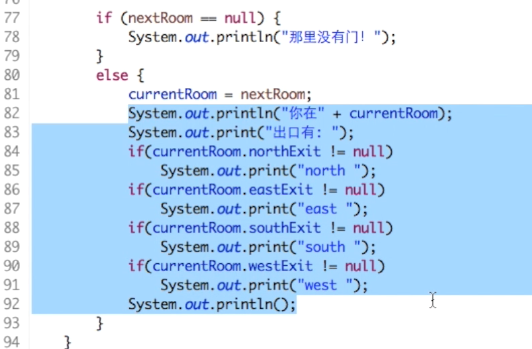 77 if (nextRoom == null) {
78 System.out.println("那里没有门！");
79 }
80 else {
81 currentRoom = nextRoom;
82 System.out.println("你在" + currentRoom);
83 System.out.print("出口有: ");
84 if(currentRoom.northExit != null)
85 System.out.print("north ");
86 if(currentRoom.eastExit != null)
87 System.out.print("east ");
88 if(currentRoom.southExit != null)
89 System.out.print("south ");
90 if(currentRoom.westExit != null)
91 System.out.print("west ");
92 System.out.println();
93 }
94 }